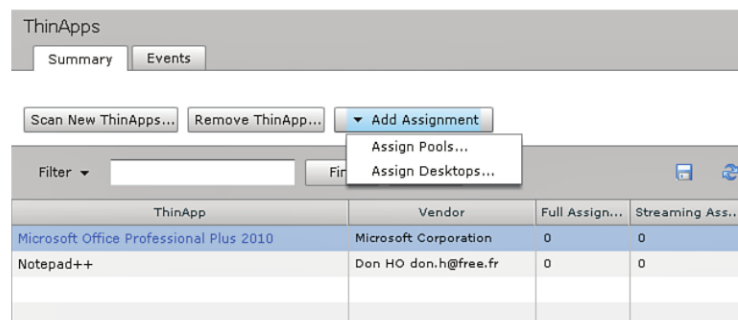 ThinApps
Summary Events
Scan New ThinApps... Remove ThinApp... Add Assignment
Assign Pools...
Filter Assign Desktops...
ThinApp Vendor Full Assign... Streaming Ass..
Microsoft Office Professional Plus 2010 Microsoft Corporation 0 0
Notepad++ Don HO don.h@free.fr 0 0